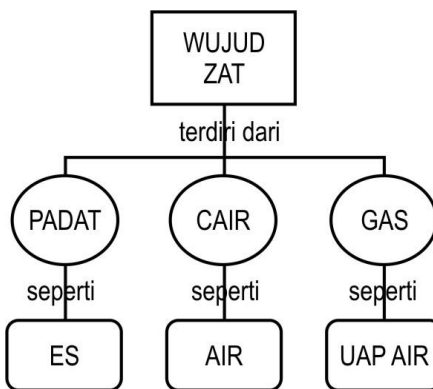 WUJUD
ZAT
terdiri dari
PADAT
CAIR
GAS
seperti
seperti
seperti
ES
AIR
UAP AIR